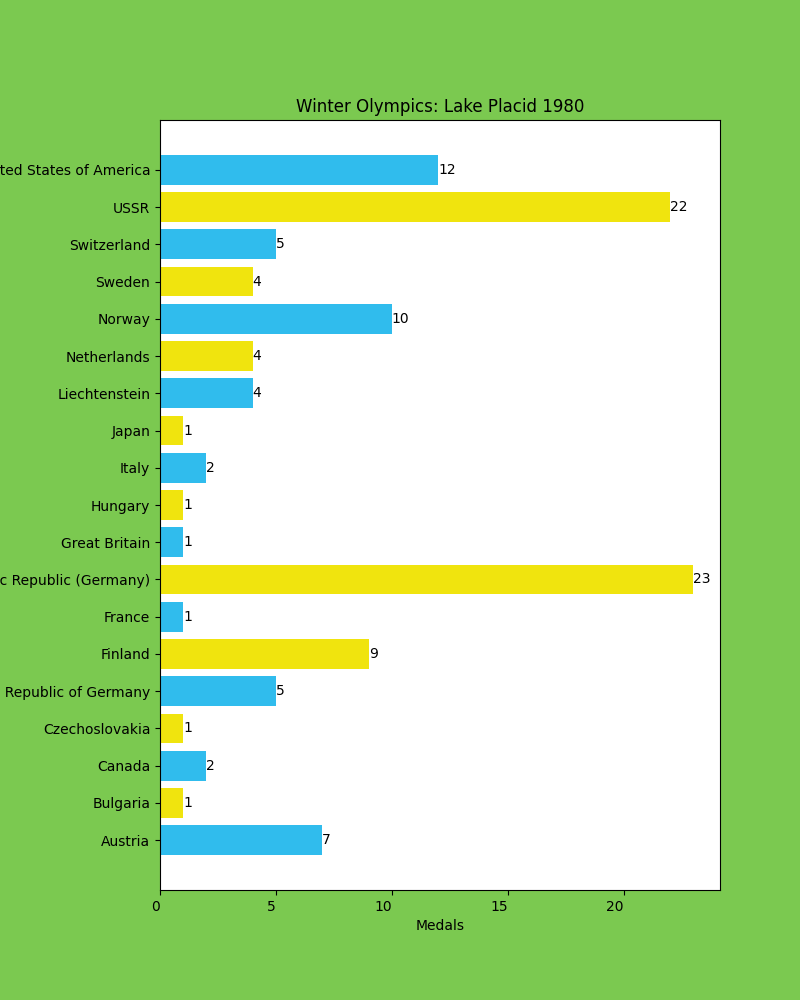 Winter Olympics: Lake Placid 1980
States of America 12
USSR 22
Switzerland 5
Sweden 4
Norway 10
Netherlands 4
Liechtenstein 4
Japan 1
Italy 2
Hungary 1
Great Britain 1
Republic (Germany) 23
France 1
Finland 9
Republic of Germany 5
Czechoslovakia 1
Canada 2
Bulgaria 1
Austria 7
0 5 10 15 20
Medals